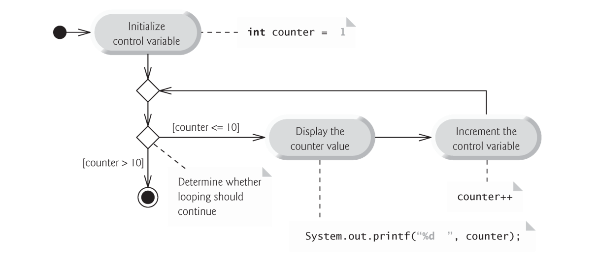 Initialize
control variable
int counter = 1
[counter <= 10]
Display the
counter value
Increment the
control variable
[counter > 10]
Determine whether
looping should
continue
counter++
System.out.printf("%d  ", counter);